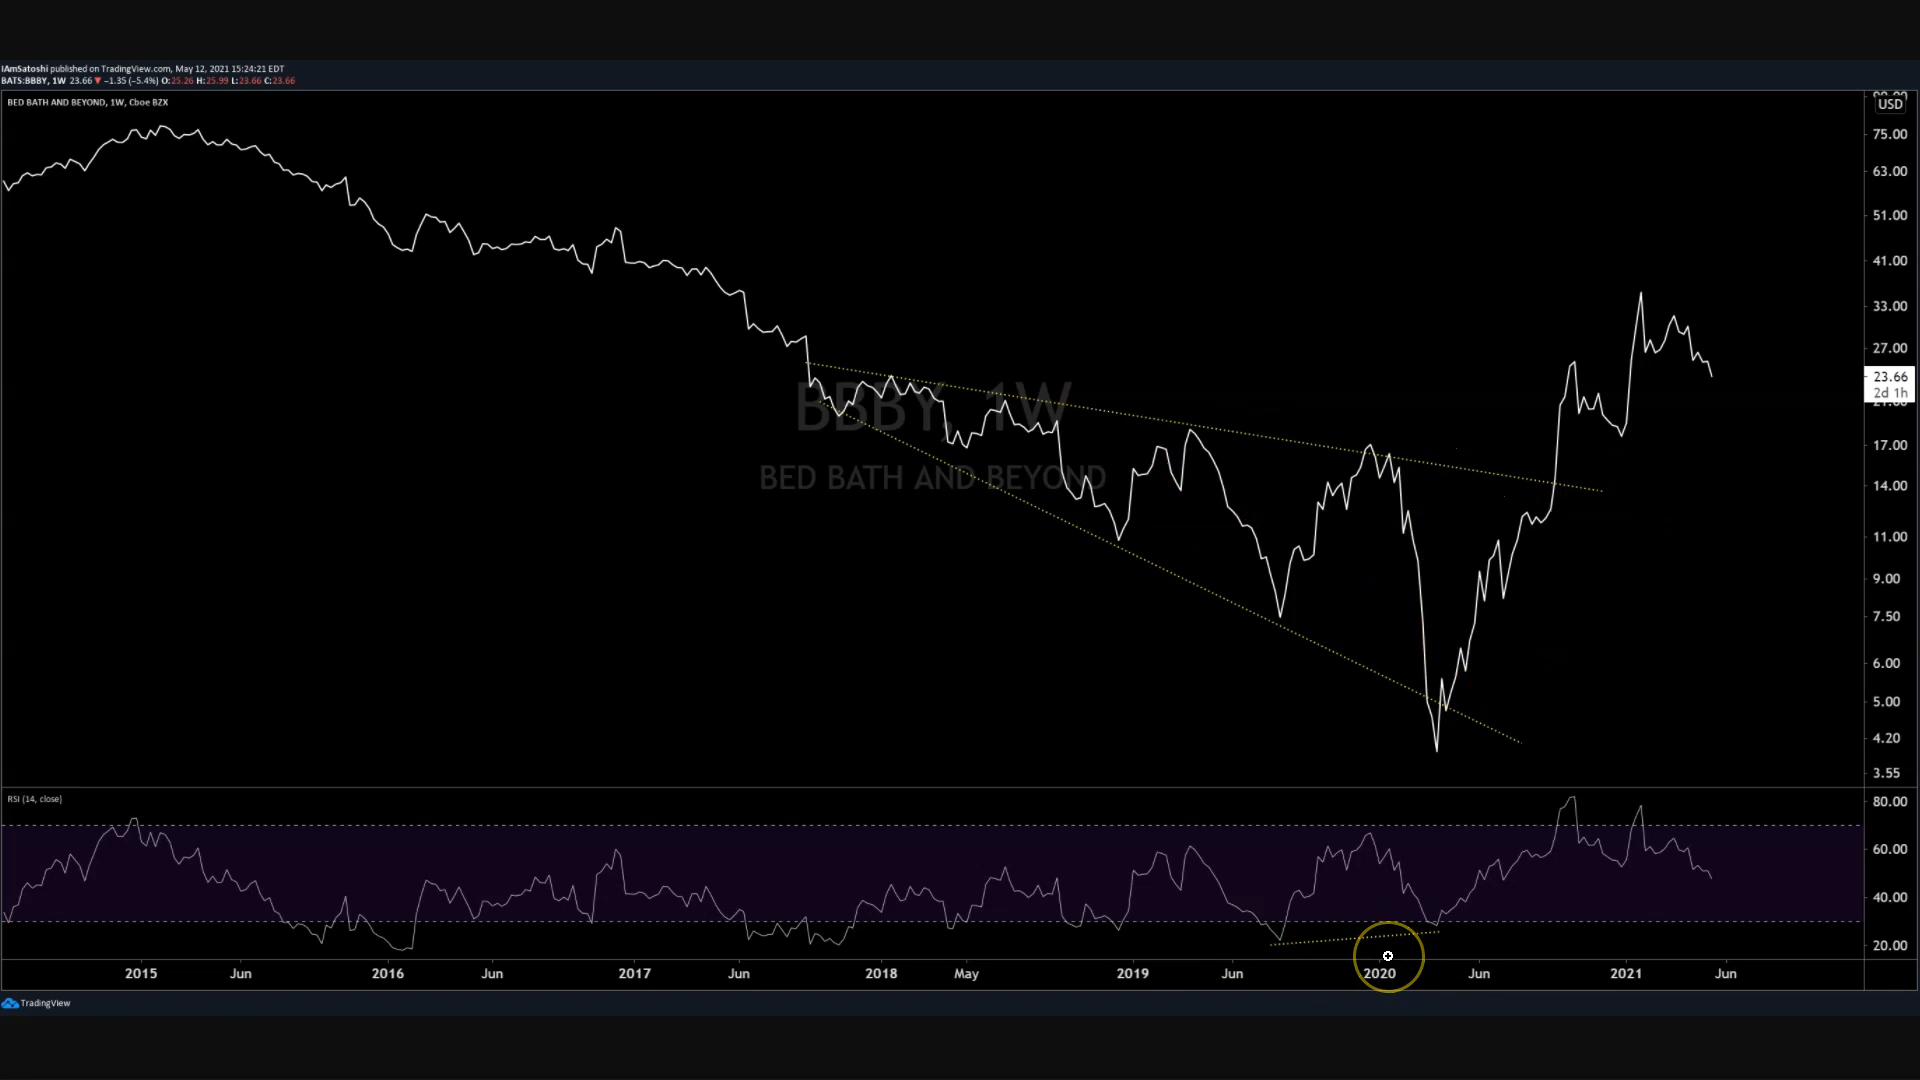 IAmSatoshi published on TradingView.com, May 12, 2021 15:24:21 EDT
BATS:BBBY, 1W 23.66 ▼ −1.35 (−5.4%) O:25.26 H:25.99 L:23.66 C:23.66
BED BATH AND BEYOND, 1W, Cboe BZX
USD
75.00
63.00
51.00
41.00
33.00
27.00
23.66
2d 1h
17.00
14.00
11.00
9.00
7.50
6.00
5.00
4.20
3.55
BBBY, 1W
BED BATH AND BEYOND
RSI (14, close)
80.00
60.00
40.00
20.00
2015 Jun 2016 Jun 2017 Jun 2018 May 2019 Jun 2020 Jun 2021 Jun
TradingView